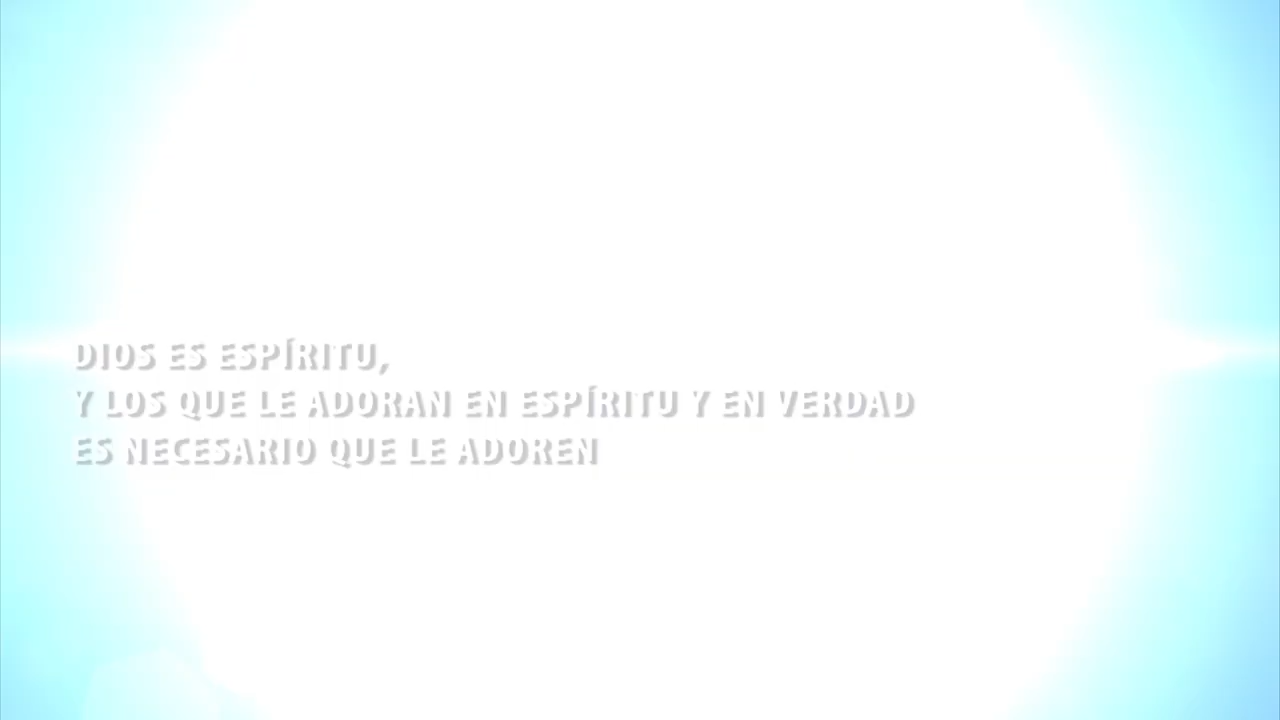 DIOS ES ESPÍRITU,
Y LOS QUE LE ADORAN EN ESPÍRITU Y EN VERDAD
ES NECESARIO QUE LE ADOREN